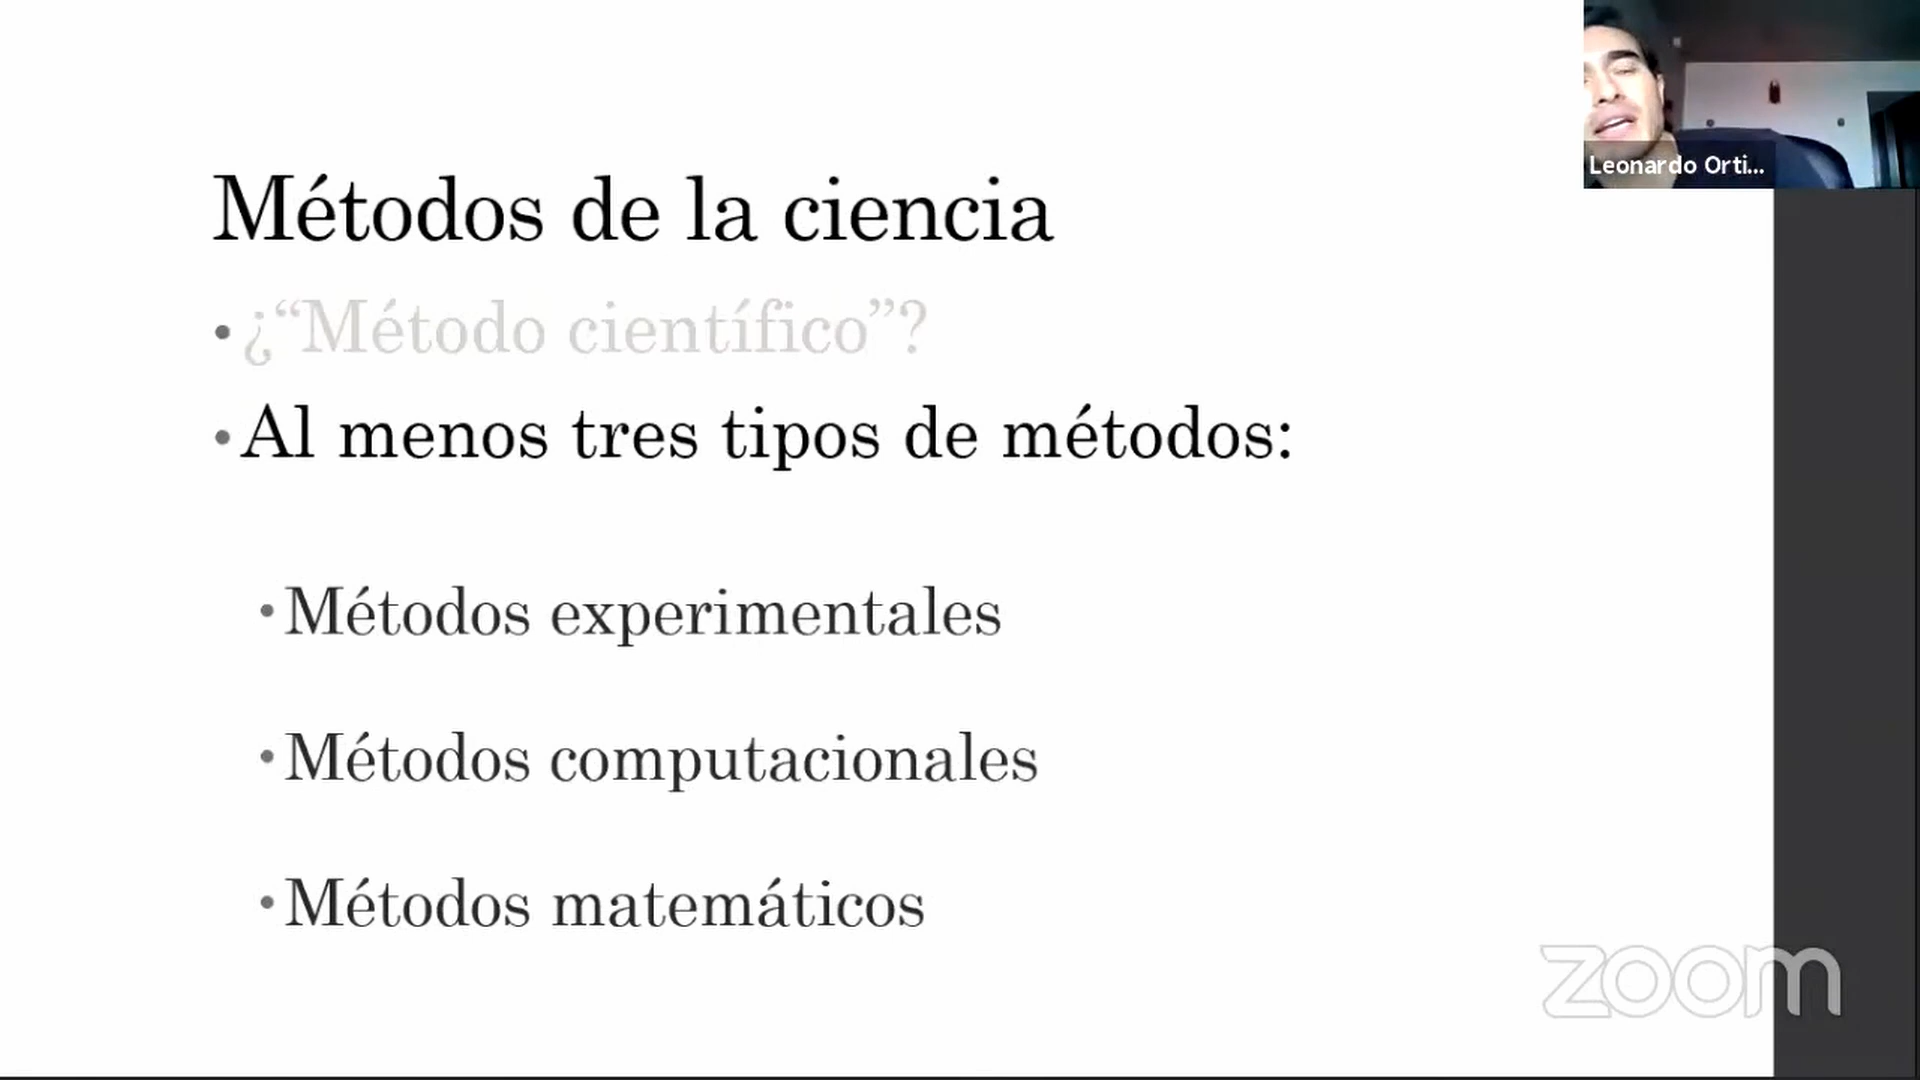 Leonardo Orti...
Métodos de la ciencia
• ¿“Método científico”?
• Al menos tres tipos de métodos:
• Métodos experimentales
• Métodos computacionales
• Métodos matemáticos
zoom